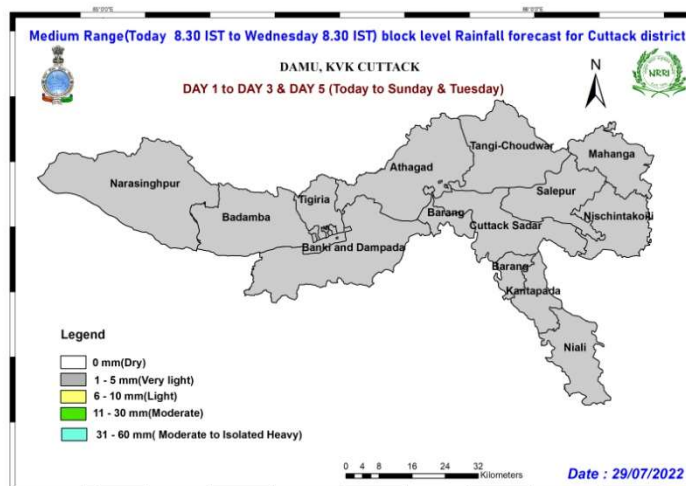 Medium Range(Today 8.30 IST to Wednesday 8.30 IST) block level Rainfall forecast for Cuttack district
DAMU, KVK CUTTACK
DAY 1 to DAY 3 & DAY 5 (Today to Sunday & Tuesday)
N
NRRI
Tangi-Choudwar
Mahanga
Athagad
Narasinghpur
Salepur
Tigiria
Badamba
Barang
Nischintakoili
Cuttack Sadar
Banki and Dampada
Barang
Kantapada
Niali
Legend
0 mm(Dry)
1 - 5 mm(Very light)
6 - 10 mm(Light)
11 - 30 mm(Moderate)
31 - 60 mm( Moderate to Isolated Heavy)
0 4 8 16 24 32
Kilometers
Date : 29/07/2022